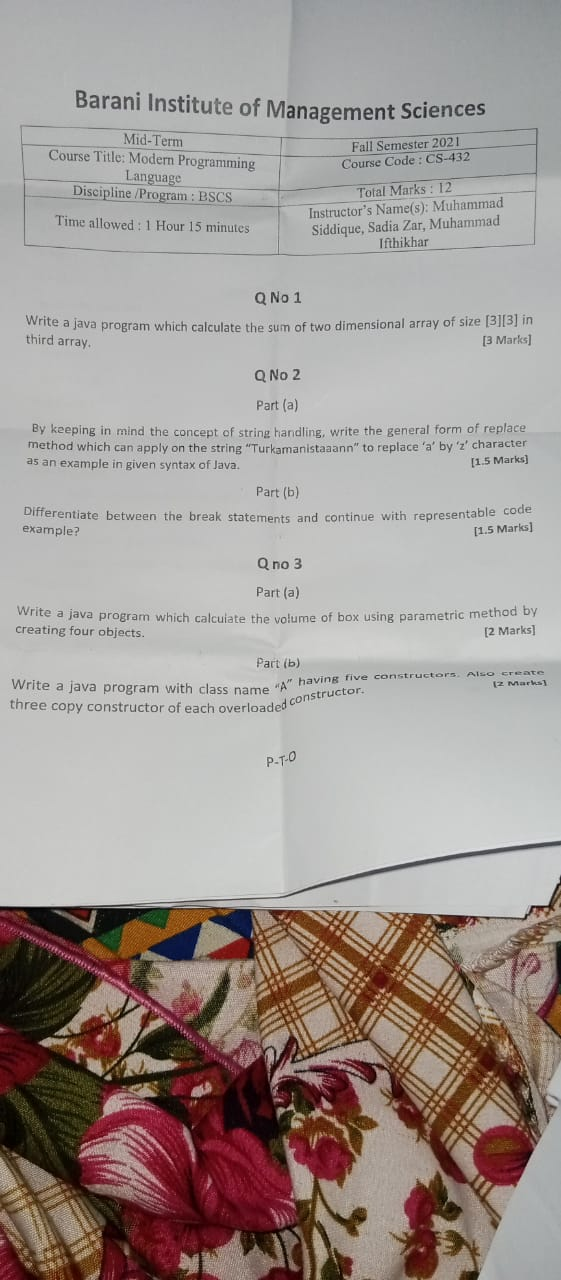 Barani Institute of Management Sciences
Mid-Term
Fall Semester 2021
Course Title: Modern Programming
Language
Course Code : CS-432
Discipline /Program : BSCS
Total Marks : 12
Time allowed : 1 Hour 15 minutes
Instructor's Name(s): Muhammad
Siddique, Sadia Zar, Muhammad
Ifthikhar
Q No 1
Write a java program which calculate the sum of two dimensional array of size [3][3] in
third array. [3 Marks]
Q No 2
Part (a)
By keeping in mind the concept of string handling, write the general form of replace
method which can apply on the string "Turkamanistaaann" to replace 'a' by 'z' character
as an example in given syntax of Java. [1.5 Marks]
Part (b)
Differentiate between the break statements and continue with representable code
example? [1.5 Marks]
Q no 3
Part (a)
Write a java program which calculate the volume of box using parametric method by
creating four objects. [2 Marks]
Part (b)
Write a java program with class name "A" having five constructors. Also create
three copy constructor of each overloaded constructor. [2 Marks]
P-T-O